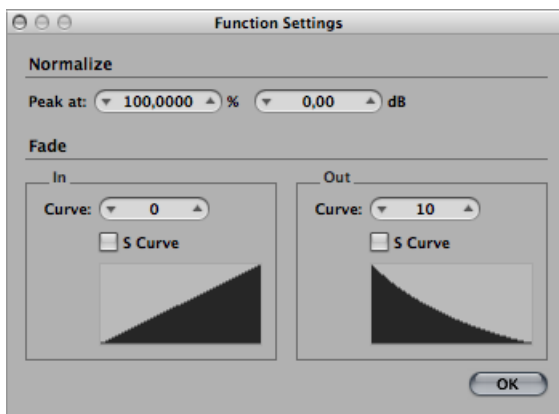 Function Settings
Normalize
Peak at: 100,0000 % 0,00 dB
Fade
In
Curve: 0
S Curve
Out
Curve: 10
S Curve
OK